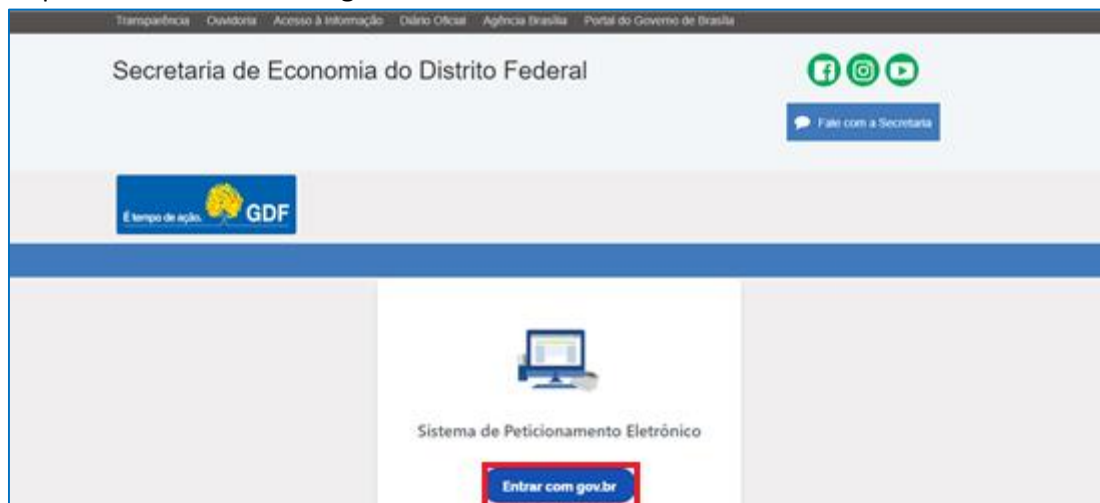 Transparência Ouvidoria Acesso à Informação Diário Oficial Agência Brasília Portal do Governo de Brasília
Secretaria de Economia do Distrito Federal
Fale com a Secretaria
É tempo de ação. GDF
Sistema de Peticionamento Eletrônico
Entrar com gov.br